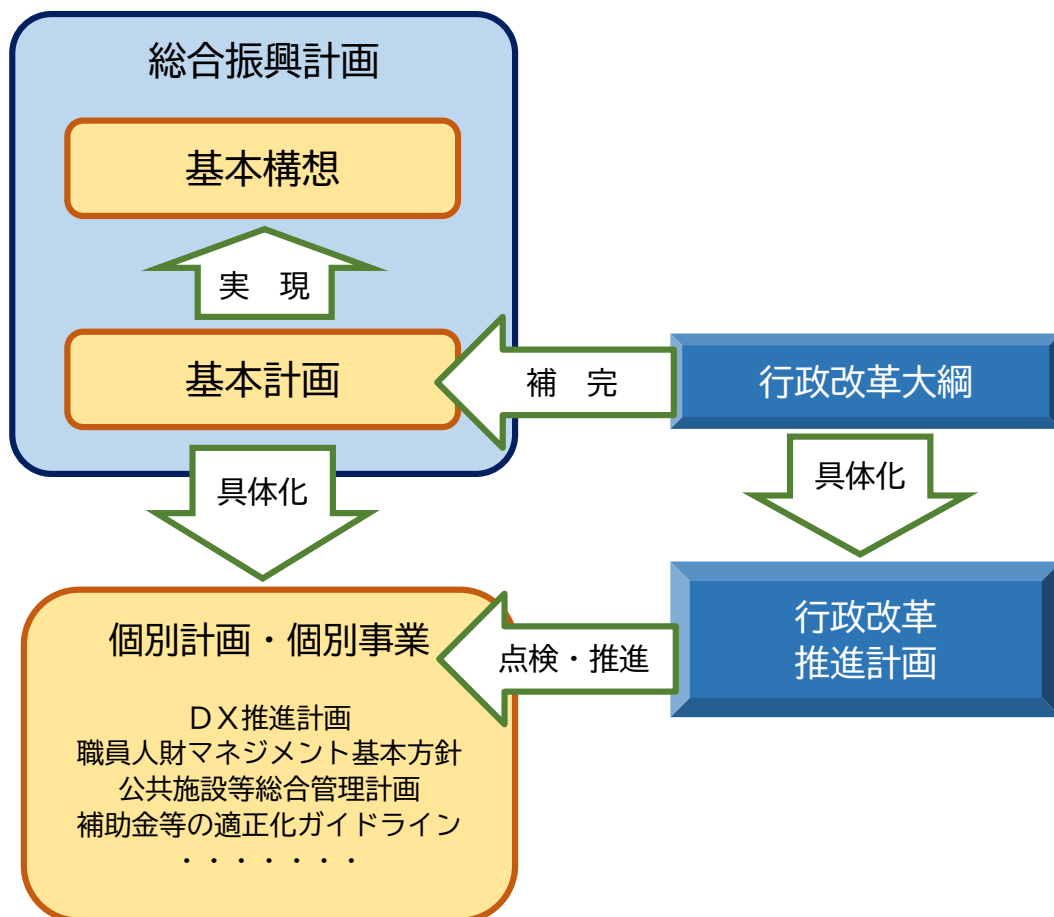 総合振興計画
基本構想
実　現
基本計画
補　完
行政改革大綱
具体化
具体化
個別計画・個別事業
点検・推進
行政改革
推進計画
ＤＸ推進計画
職員人財マネジメント基本方針
公共施設等総合管理計画
補助金等の適正化ガイドライン
・・・・・・・